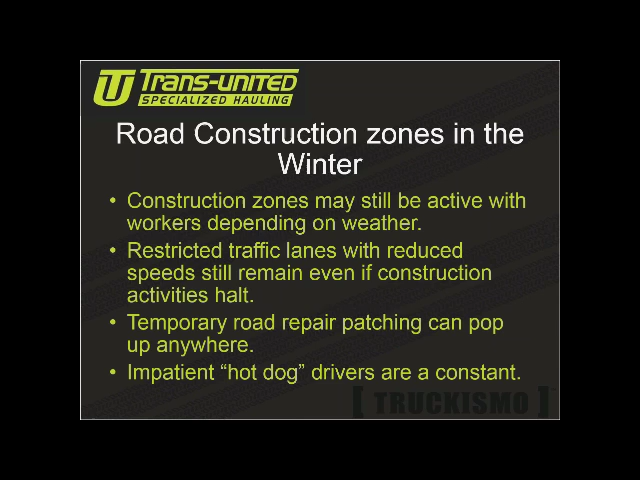 Trans-United
SPECIALIZED HAULING
Road Construction zones in the
Winter
• Construction zones may still be active with
workers depending on weather.
• Restricted traffic lanes with reduced
speeds still remain even if construction
activities halt.
• Temporary road repair patching can pop
up anywhere.
• Impatient “hot dog” drivers are a constant.
[ TRUCKISMO ]